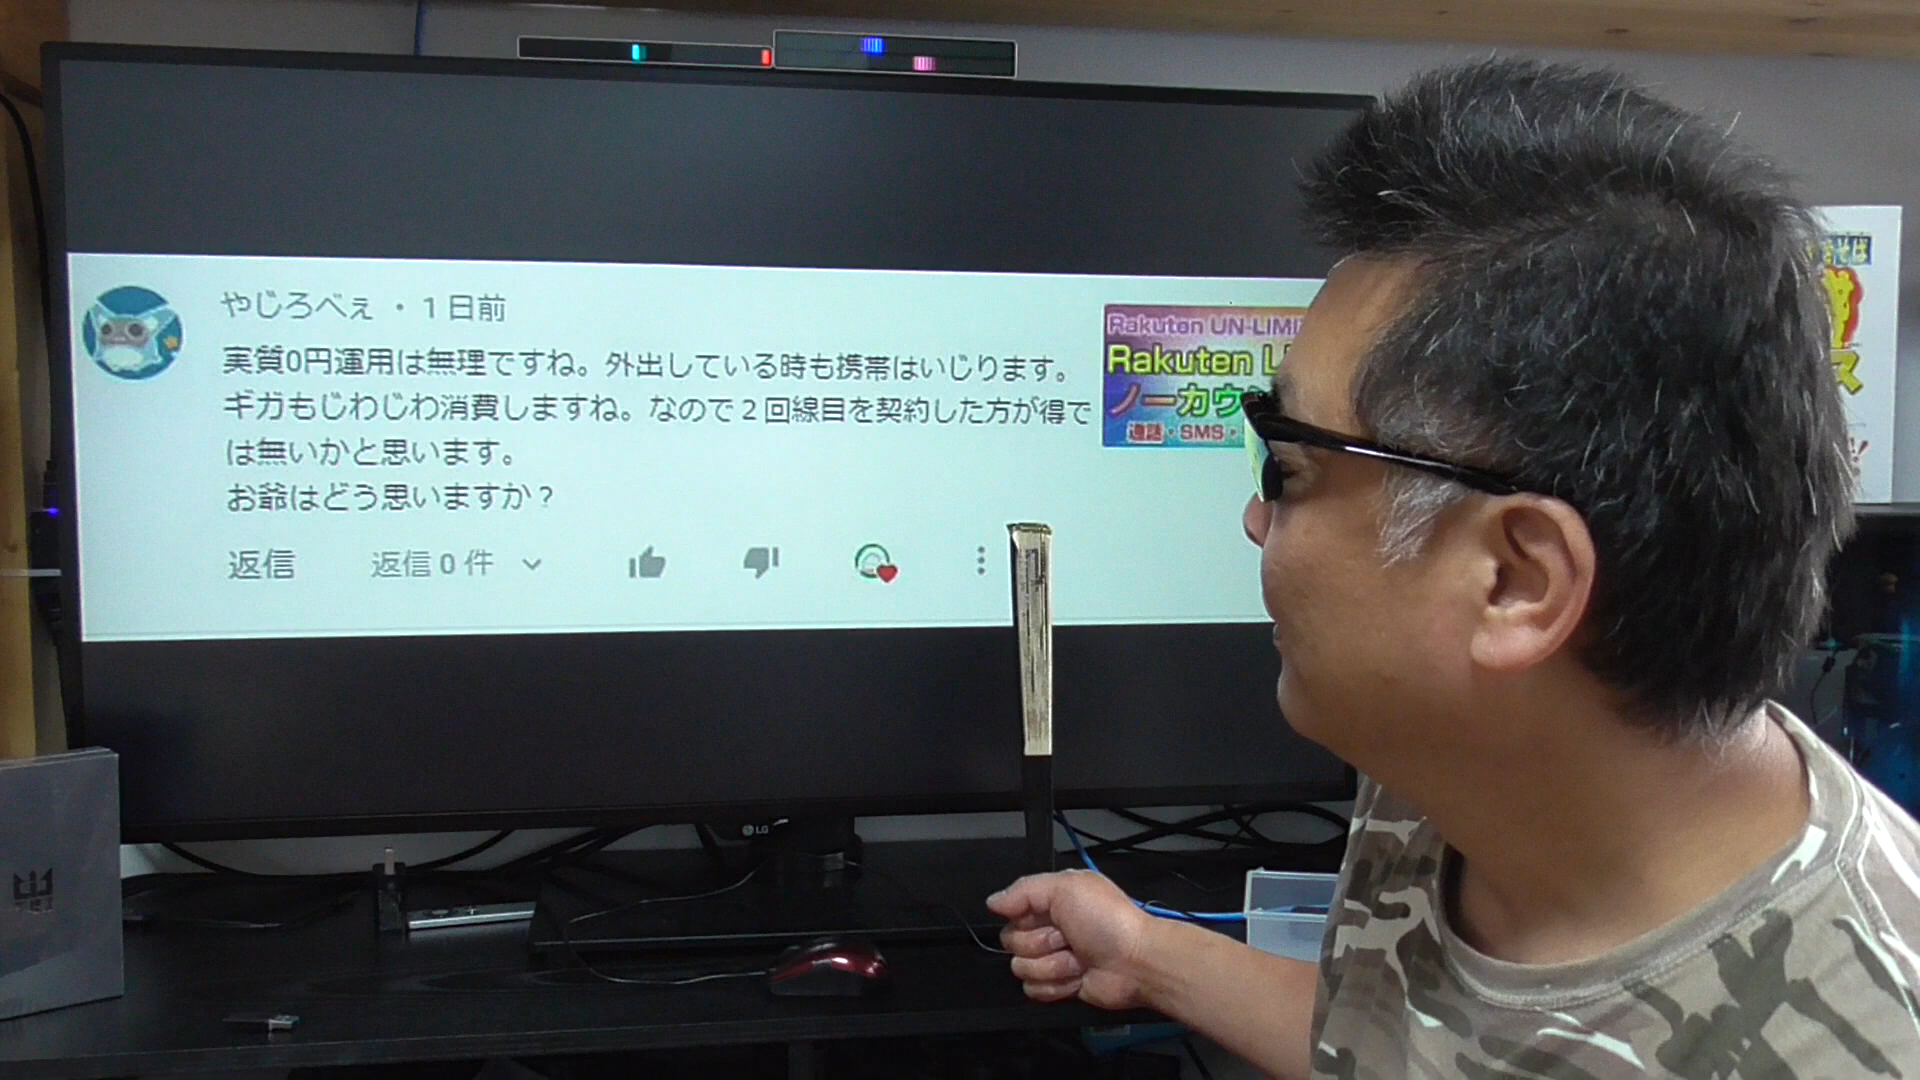 やじろべぇ・1日前
実質0円運用は無理ですね。外出している時も携帯はいじります。
ギガもじわじわ消費しますね。なので2回線目を契約した方が得で
は無いかと思います。
お爺はどう思いますか？
返信 返信0件
Rakuten UN-LIMI
Rakuten
ノーカウ
通話・SMS・
LG